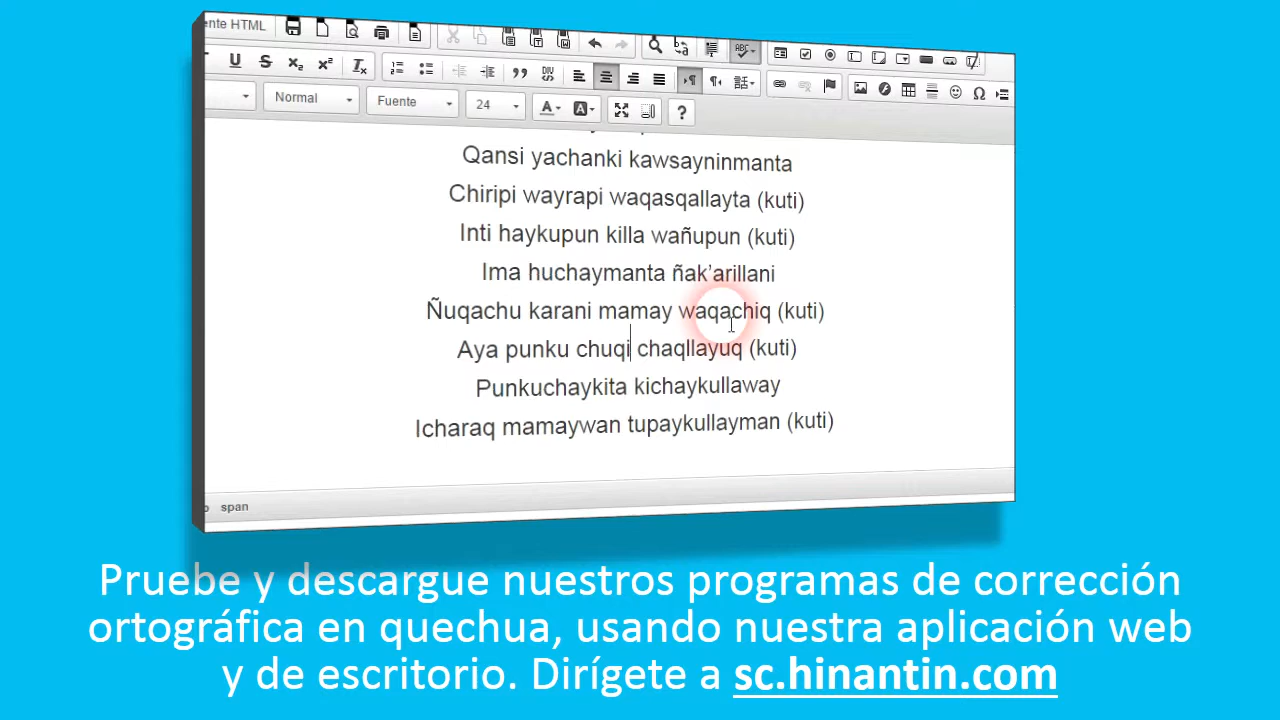 ente HTML
Normal
Fuente
24
Qansi yachanki kawsayninmanta
Chiripi wayrapi waqasqallayta (kuti)
Inti haykupun killa wañupun (kuti)
Ima huchaymanta ñak'arillani
Ñuqachu karani mamay waqachiq (kuti)
Aya punku chuqi chaqllayuq (kuti)
Punkuchaykita kichaykullaway
Icharaq mamaywan tupaykullayman (kuti)
span
Pruebe y descargue nuestros programas de corrección
ortográfica en quechua, usando nuestra aplicación web
y de escritorio. Dirígete a sc.hinantin.com